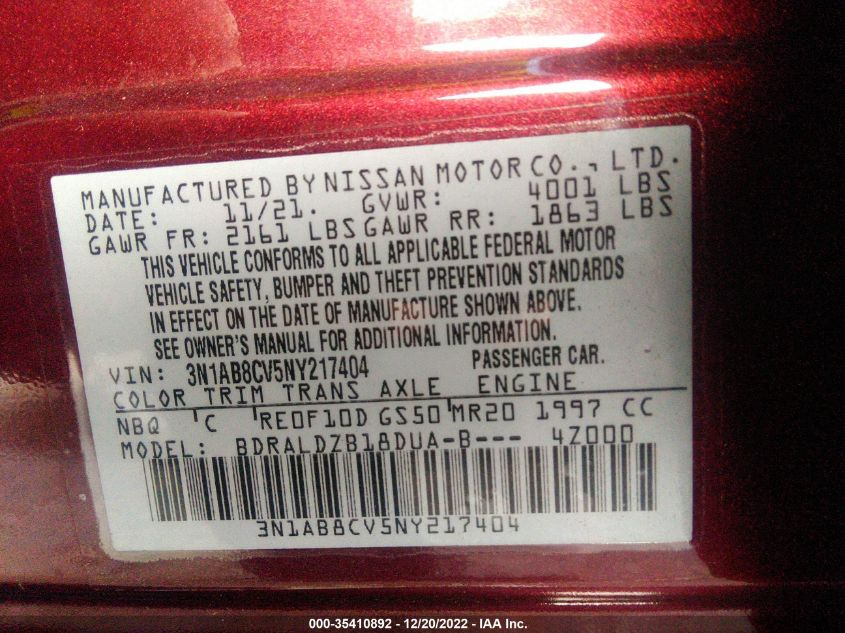 MANUFACTURED BY NISSAN MOTOR CO., LTD.
DATE: 11/21. GVWR: 4001 LBS
GAWR FR: 2161 LBS GAWR RR: 1863 LBS
THIS VEHICLE CONFORMS TO ALL APPLICABLE FEDERAL MOTOR
VEHICLE SAFETY, BUMPER AND THEFT PREVENTION STANDARDS
IN EFFECT ON THE DATE OF MANUFACTURE SHOWN ABOVE.
SEE OWNER'S MANUAL FOR ADDITIONAL INFORMATION.
VIN: 3N1AB8CV5NY217404 PASSENGER CAR.
COLOR TRIM TRANS AXLE ENGINE
NBQ C RE0F10D GS50 MR20 1997 CC
MODEL: BDRALDZB18DUA-B--- 4Z000
3N1AB8CV5NY217404
000-35410892 - 12/20/2022 - IAA Inc.